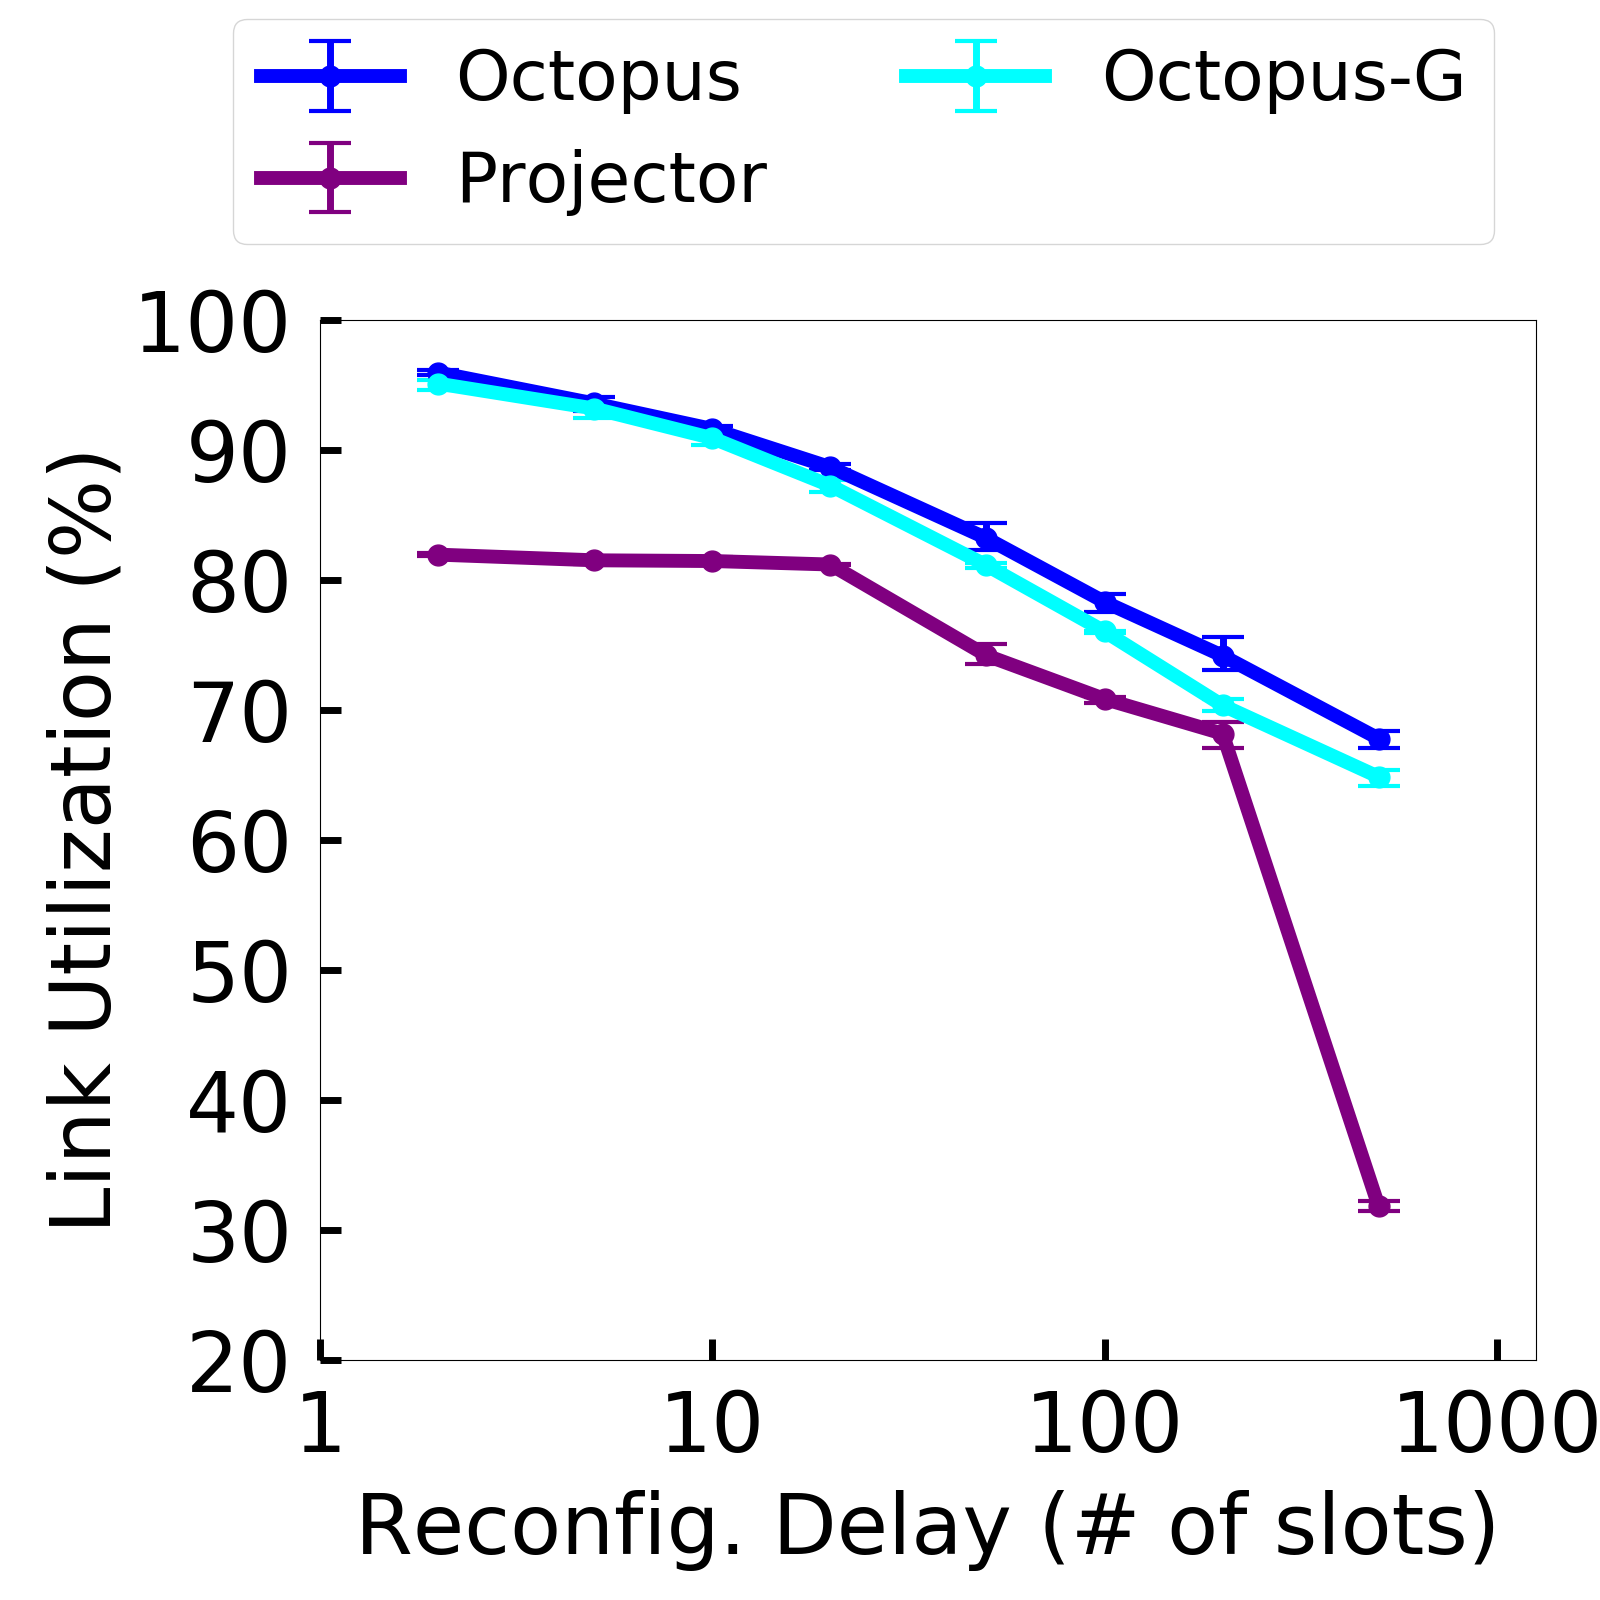 Octopus
Octopus-G
Projector
100
90
80
70
60
50
40
30
20
Link Utilization (%)
1
10
100
1000
Reconfig. Delay (# of slots)